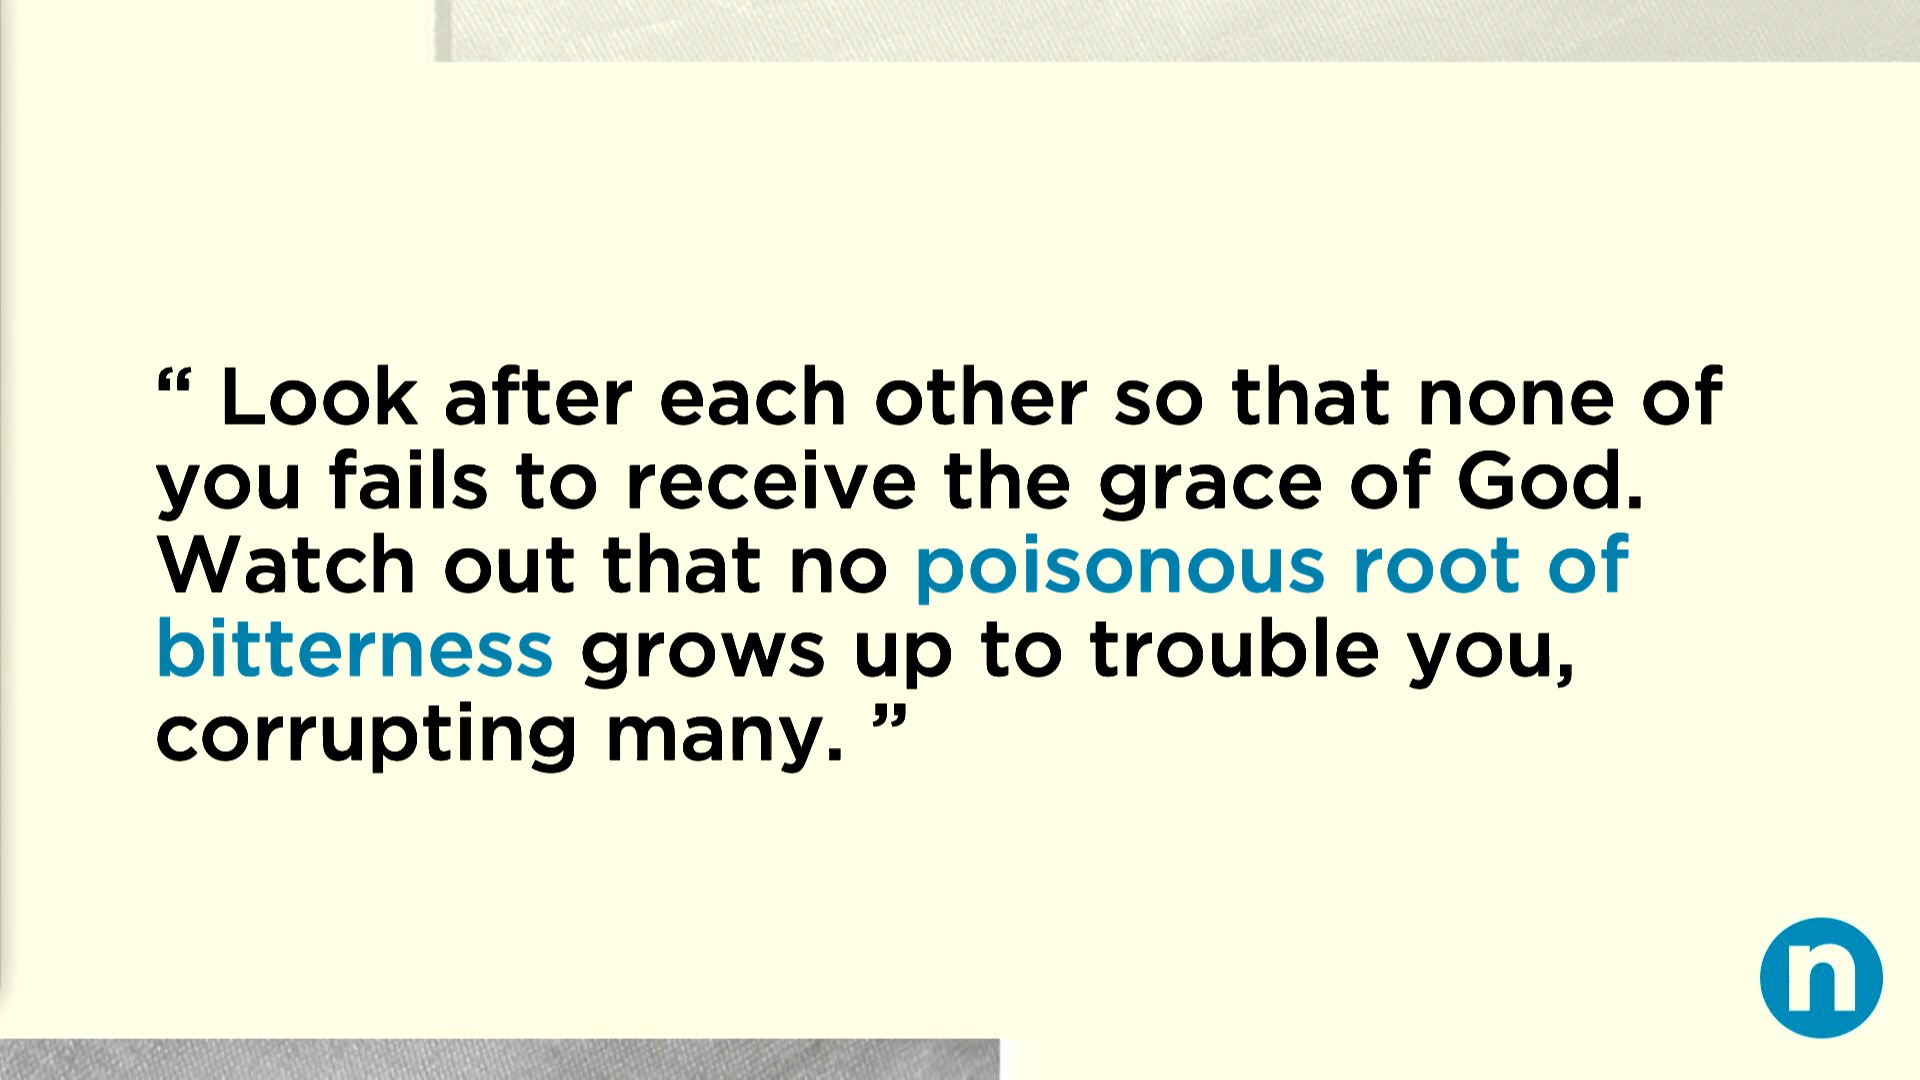 “ Look after each other so that none of
you fails to receive the grace of God.
Watch out that no poisonous root of
bitterness grows up to trouble you,
corrupting many. ”
n